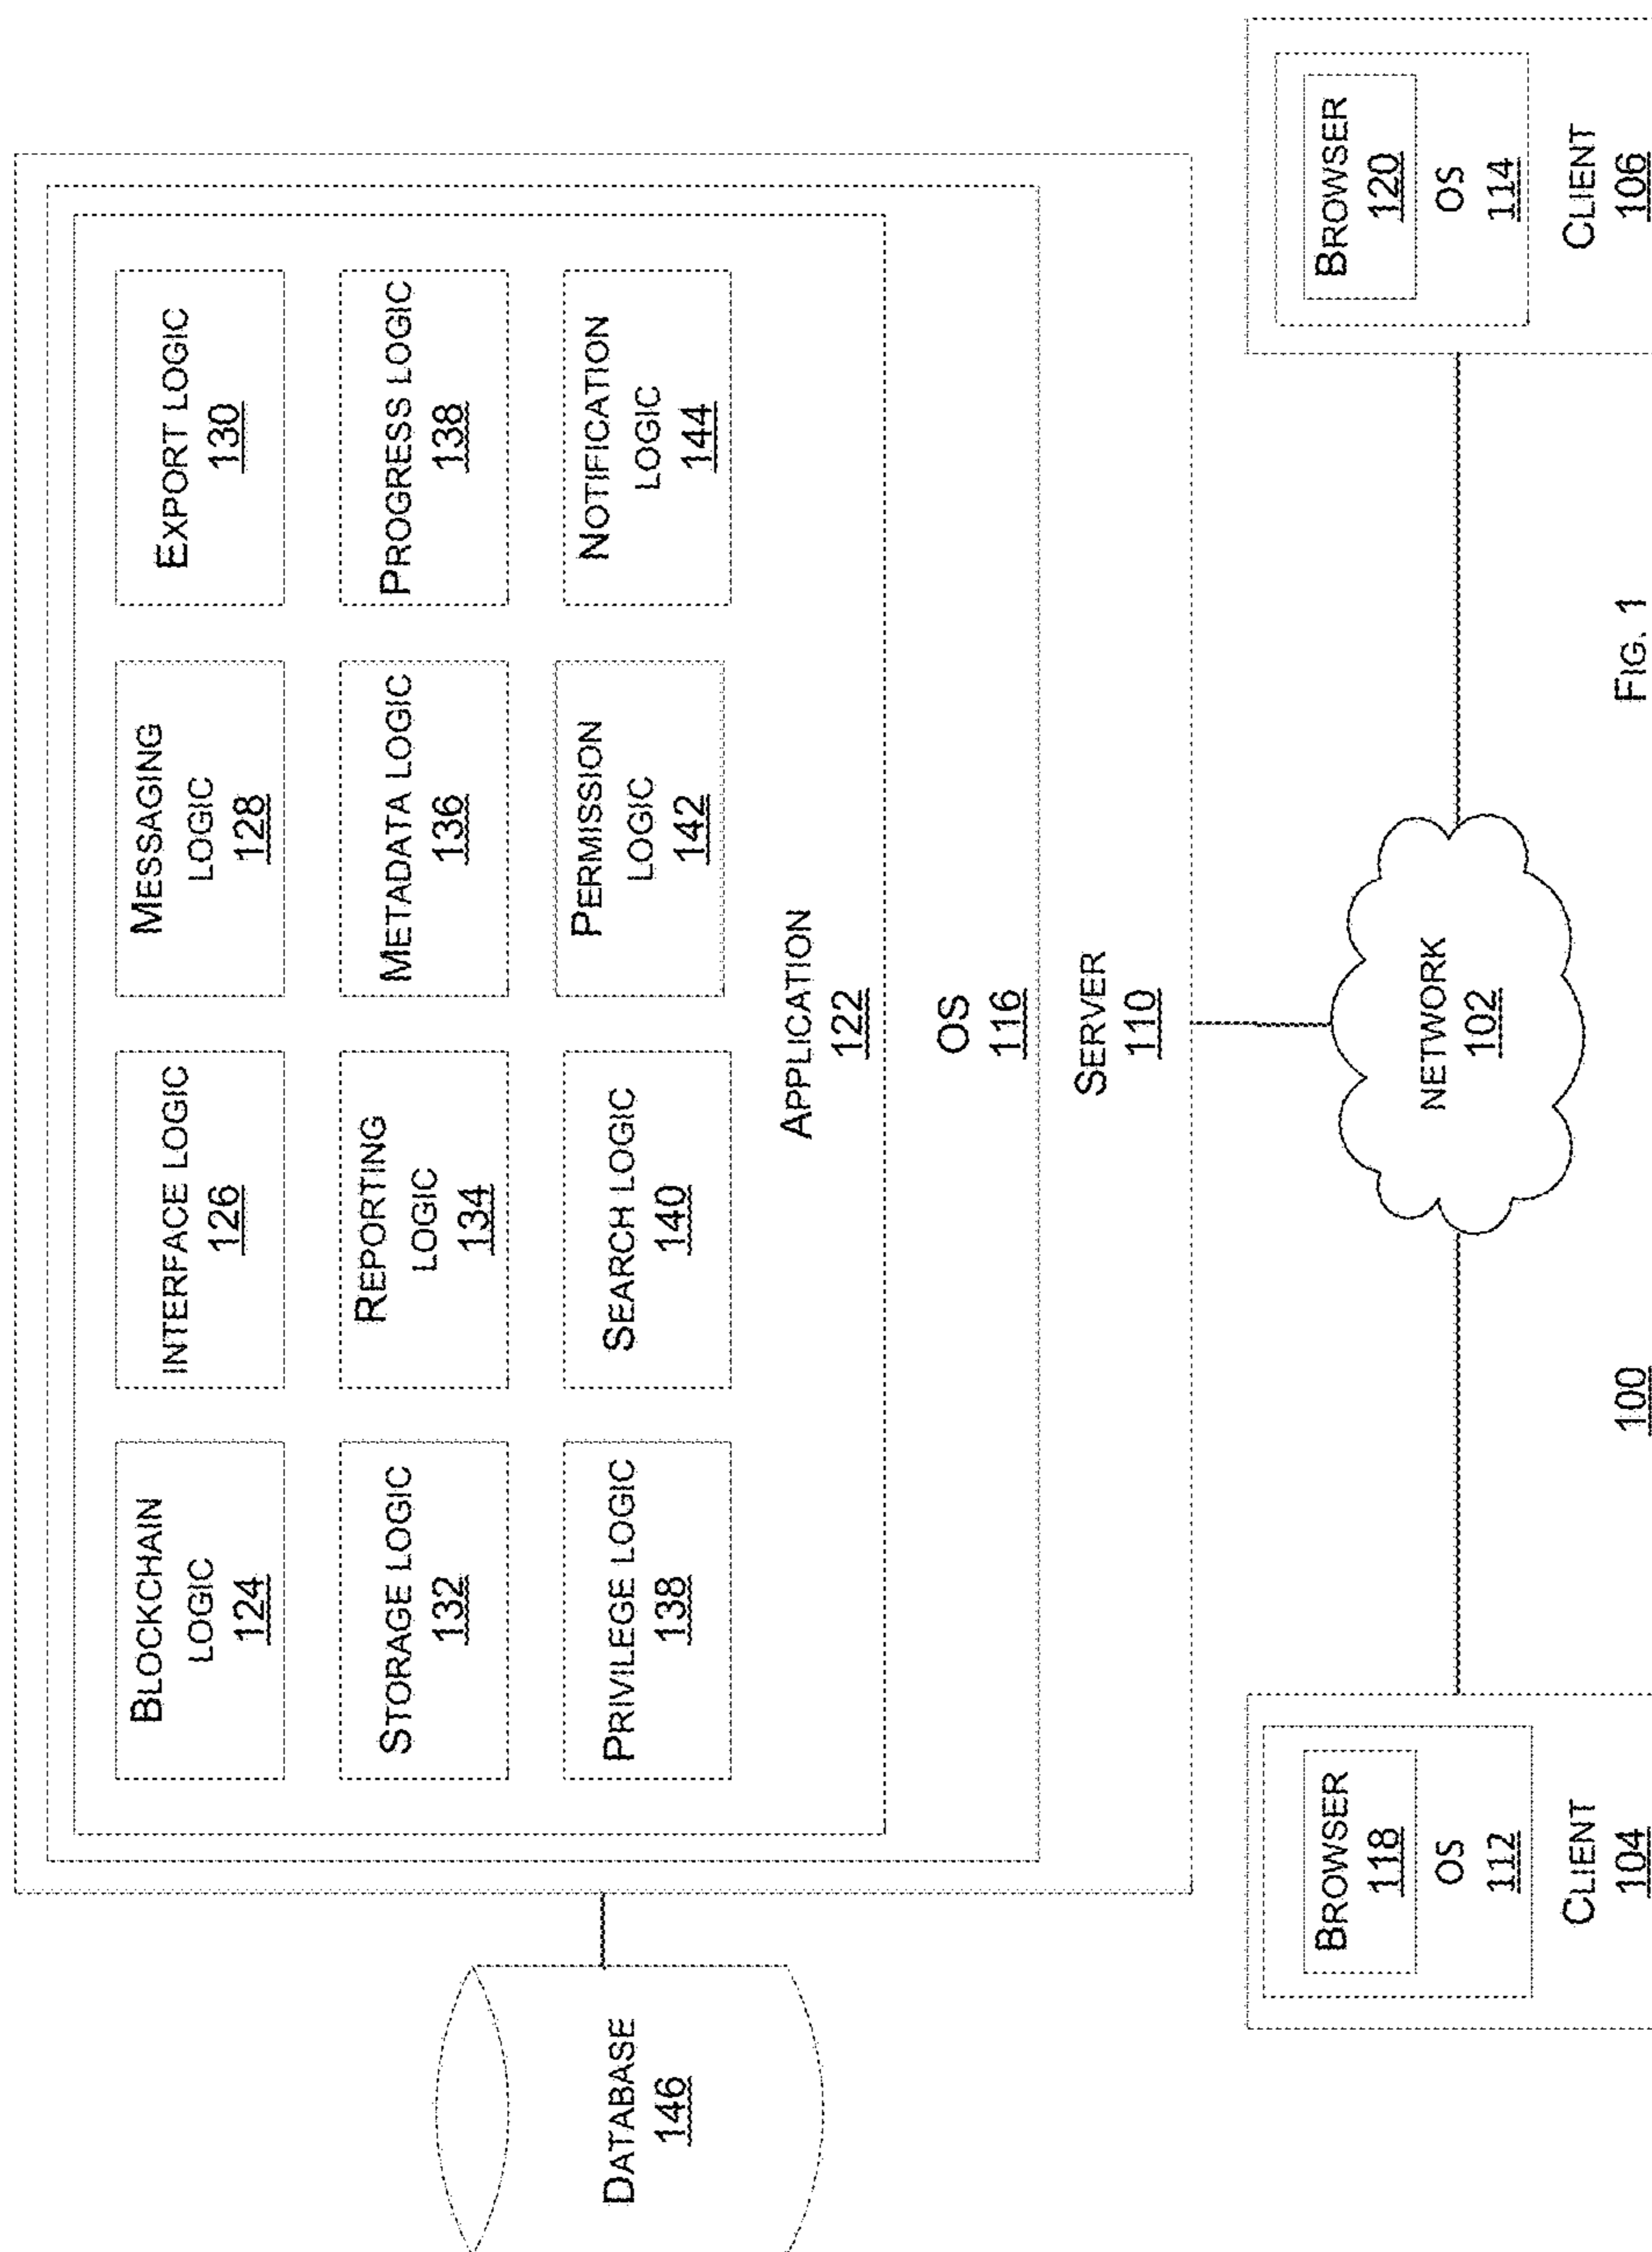 BLOCKCHAIN
LOGIC
124
INTERFACE LOGIC
126
MESSAGING
LOGIC
128
EXPORT LOGIC
130
STORAGE LOGIC
132
REPORTING
LOGIC
134
METADATA LOGIC
136
PROGRESS LOGIC
138
PRIVILEGE LOGIC
138
SEARCH LOGIC
140
PERMISSION
LOGIC
142
NOTIFICATION
LOGIC
144
APPLICATION
122
OS
116
SERVER
110
DATABASE
146
NETWORK
102
BROWSER
118
OS
112
CLIENT
104
BROWSER
120
OS
114
CLIENT
106
100
FIG. 1